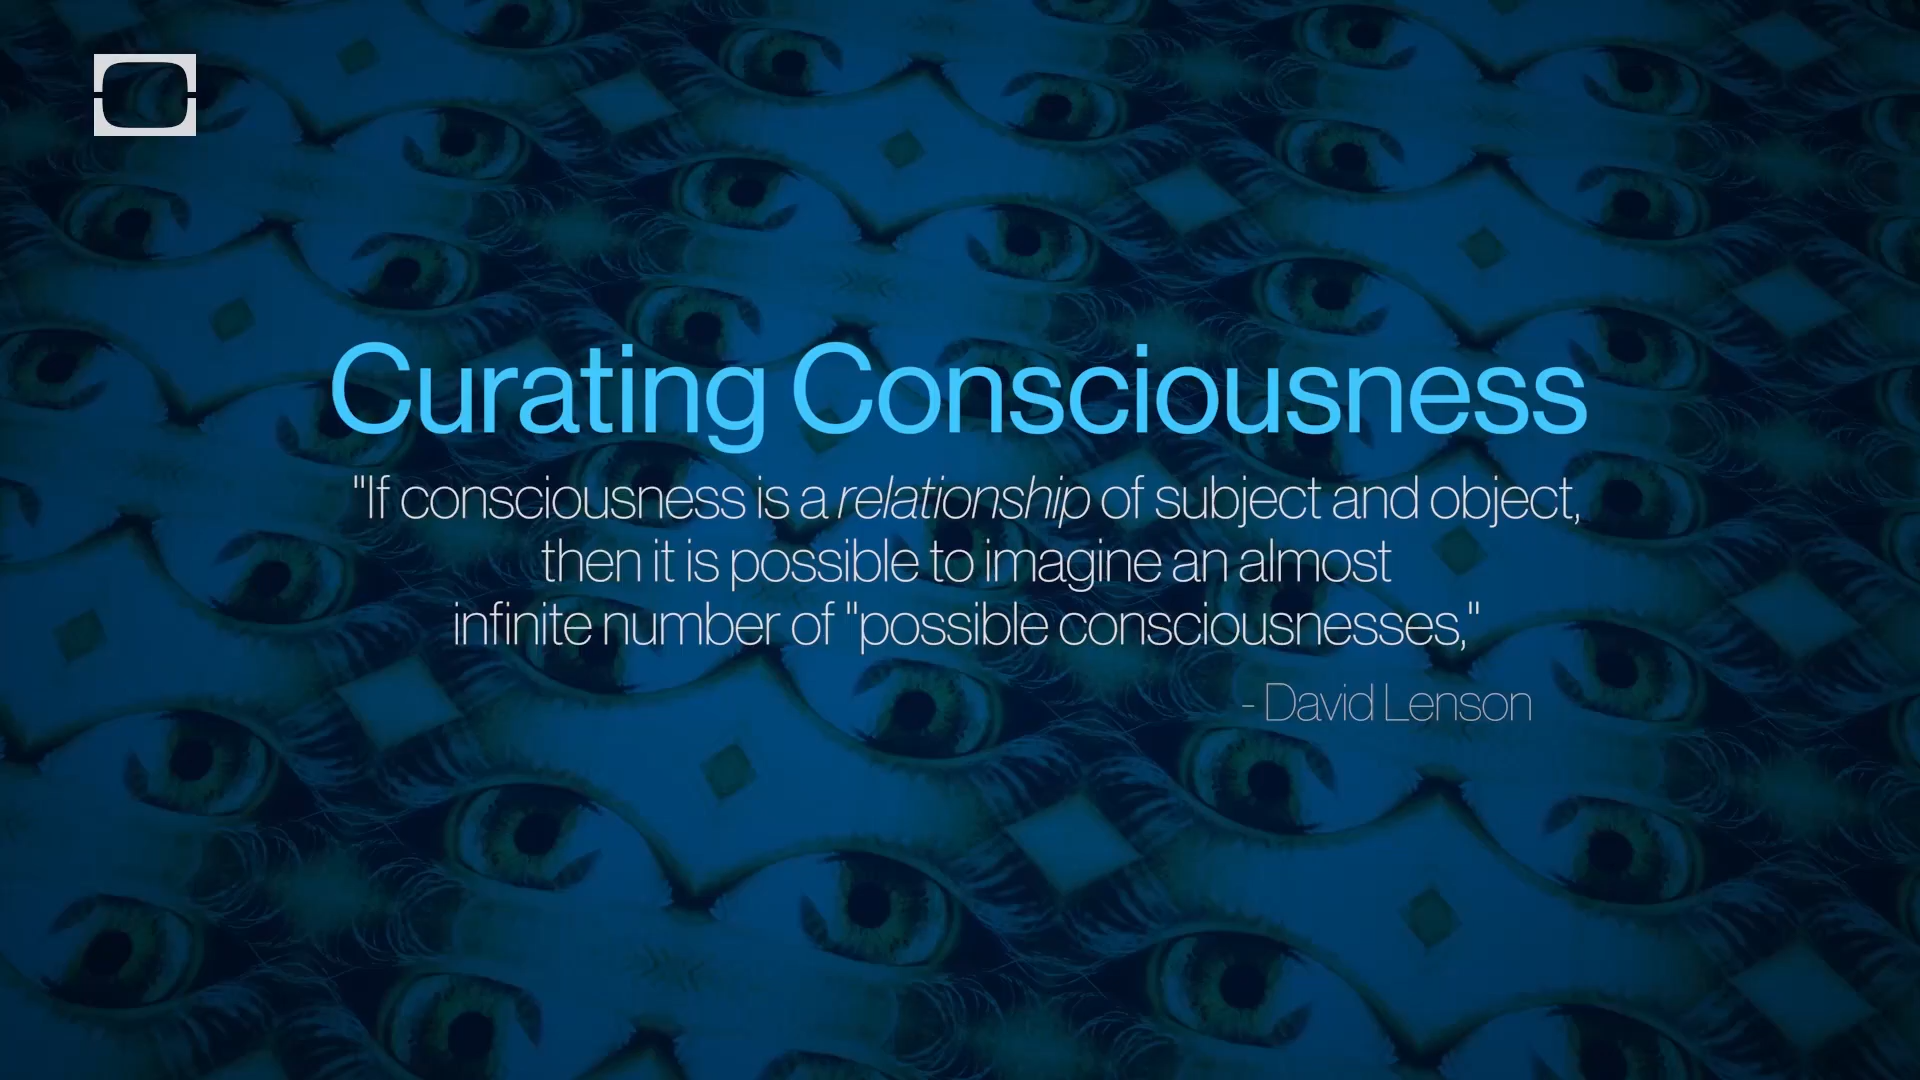 Curating Consciousness
"If consciousness is a relationship of subject and object,
then it is possible to imagine an almost
infinite number of "possible consciousnesses,"
- David Lenson